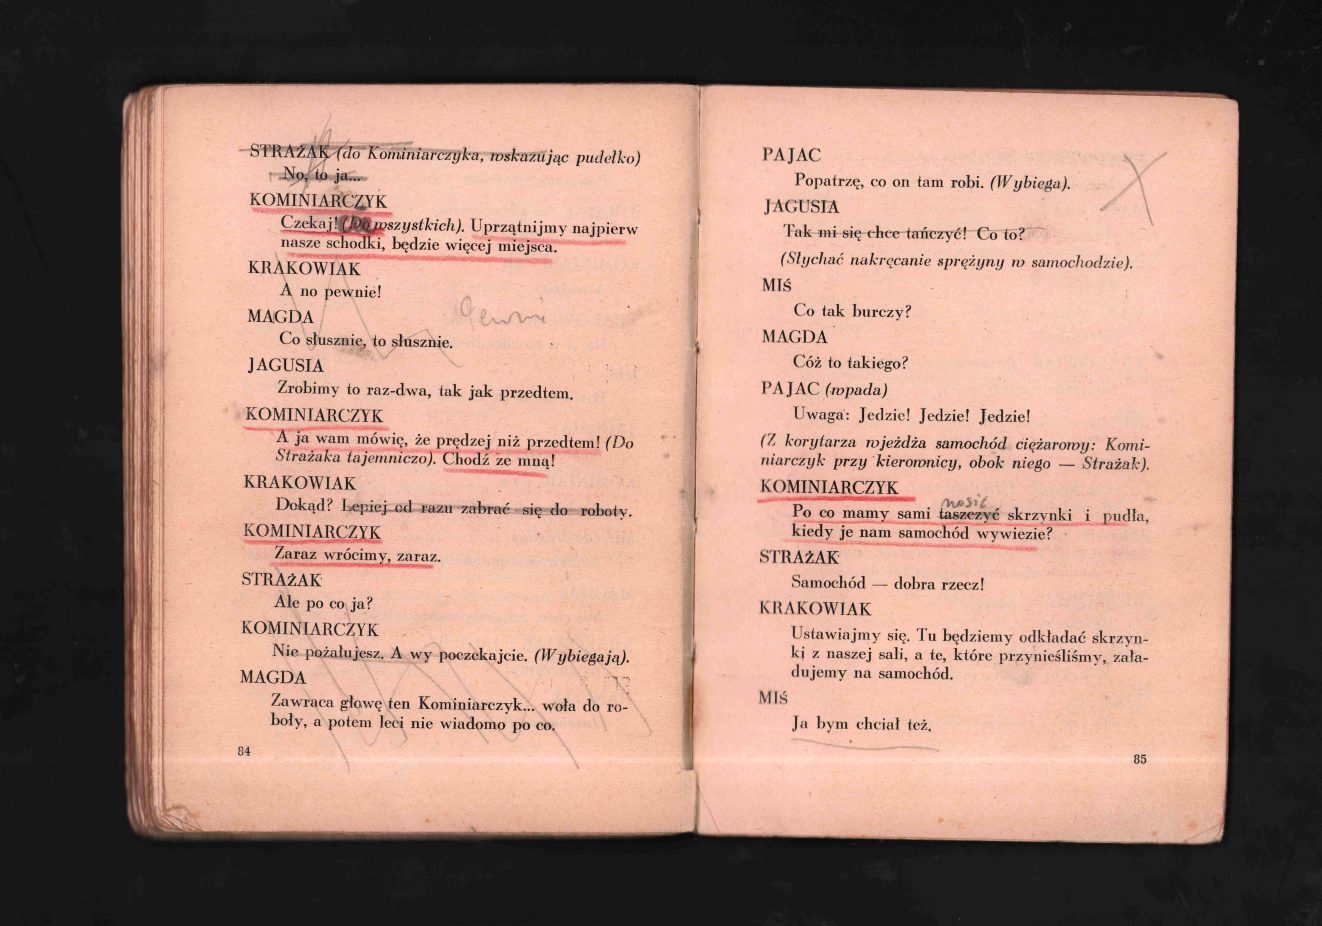 STRAŻAK (do Kominiarczyka, wskazując pudełko)
No, to ja...
KOMINIARCZYK
Czekaj! (Do wszystkich). Uprzątnijmy najpierw
nasze schodki, będzie więcej miejsca.
KRAKOWIAK
A no pewnie!
MAGDA
Co słusznie, to słusznie.
JAGUSIA
Zrobimy to raz-dwa, tak jak przedtem.
KOMINIARCZYK
A ja wam mówię, że prędzej niż przedtem! (Do
Strażaka tajemniczo). Chodź ze mną!
KRAKOWIAK
Dokąd? Lepiej od razu zabrać się do roboty.
KOMINIARCZYK
Zaraz wrócimy, zaraz.
STRAŻAK
Ale po co ja?
KOMINIARCZYK
Nie pożałujesz. A wy poczekajcie. (Wybiegają).
MAGDA
Zawraca głowę ten Kominiarczyk... woła do ro-
boły, a potem leci nie wiadomo po co.
84
PAJAC
Popatrzę, co on tam robi. (Wybiega).
JAGUSIA
Tak mi się chce tańczyć! Co to?
(Słychać nakręcanie sprężyny w samochodzie).
MIŚ
Co tak burczy?
MAGDA
Cóż to takiego?
PAJAC (wpada)
Uwaga: Jedzie! Jedzie! Jedzie!
(Z korytarza wjeżdża samochód ciężarowy: Komi-
niarczyk przy kierownicy, obok niego — Strażak).
KOMINIARCZYK
nosić
Po co mamy sami taszczyć skrzynki i pudła,
kiedy je nam samochód wywiezie?
STRAŻAK
Samochód — dobra rzecz!
KRAKOWIAK
Ustawiajmy się. Tu będziemy odkładać skrzyn-
ki z naszej sali, a te, które przynieśliśmy, zała-
dujemy na samochód.
MIŚ
Ja bym chciał też.
85